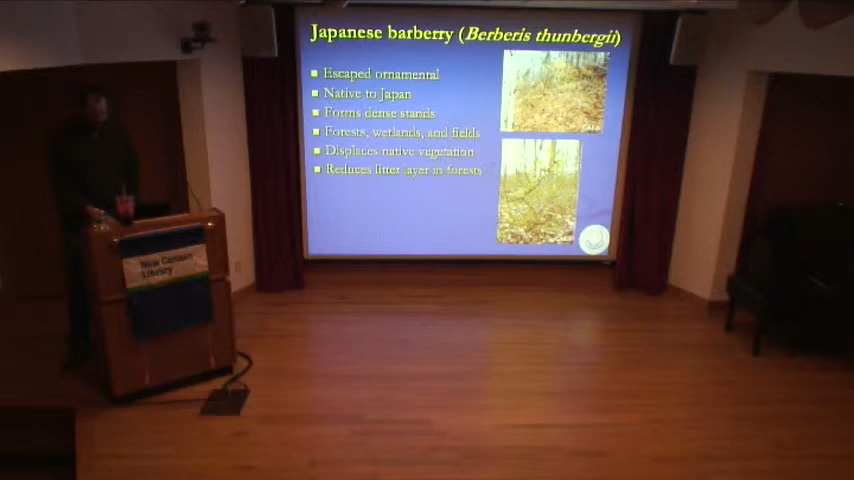 Japanese barberry (Berberis thunbergii)
Escaped ornamental
Native to Japan
Forms dense stands
Forests, wetlands, and fields
Displaces native vegetation
Reduces litter layer in forests
New Canaan
Library